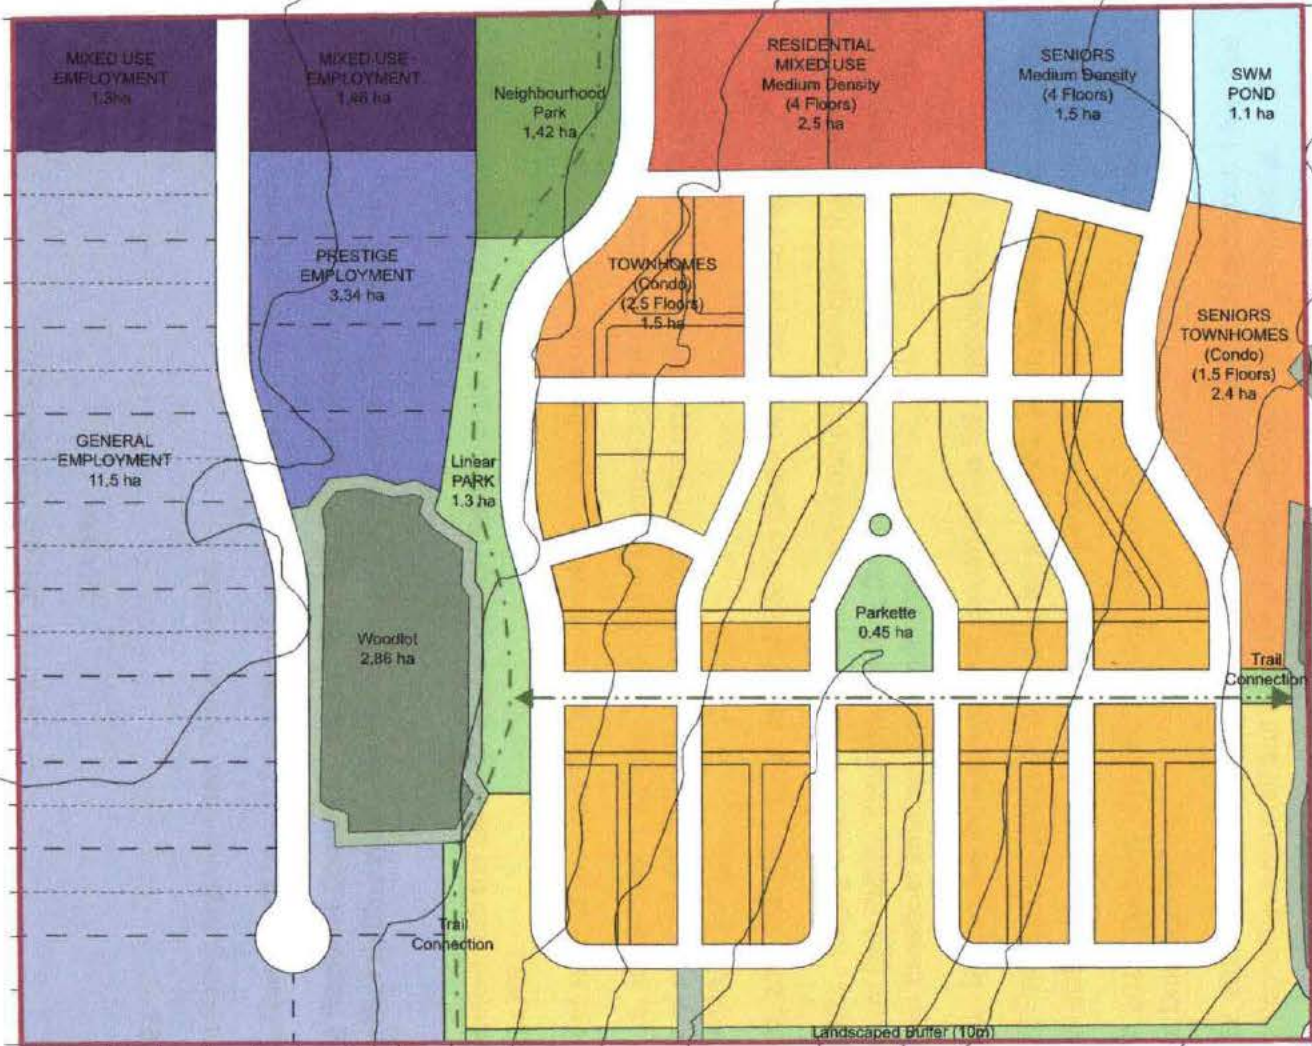 MIXED USE
EMPLOYMENT
1.3ha
MIXED USE
EMPLOYMENT
1.46 ha
Neighbourhood
Park
1.42 ha
RESIDENTIAL
MIXED USE
Medium Density
(4 Floors)
2.5 ha
SENIORS
Medium Density
(4 Floors)
1.5 ha
SWM
POND
1.1 ha
PRESTIGE
EMPLOYMENT
3.34 ha
TOWNHOMES
(Condo)
(2.5 Floors)
1.5 ha
SENIORS
TOWNHOMES
(Condo)
(1.5 Floors)
2.4 ha
GENERAL
EMPLOYMENT
11.5 ha
Linear
PARK
1.3 ha
Woodlot
2.86 ha
Parkette
0.45 ha
Trail
Connection
Trail
Connection
Landscaped Buffer (10m)